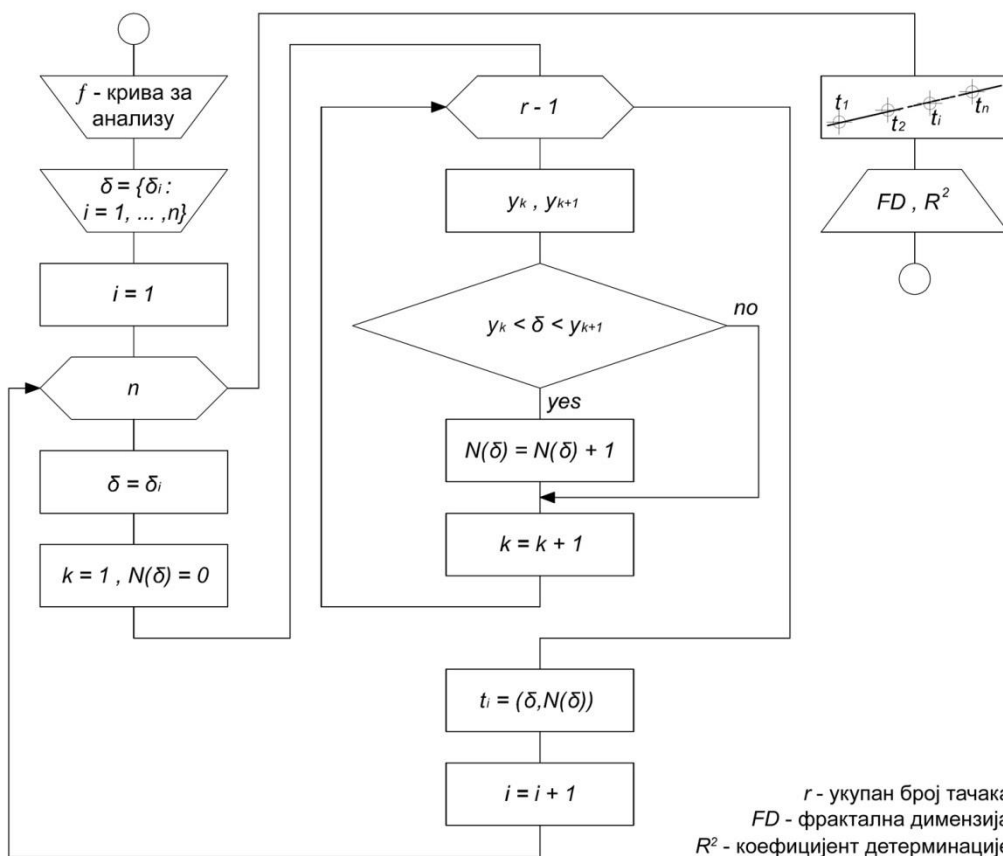 f - крива за
анализу
δ = {δi :
i = 1, ... ,n}
i = 1
n
δ = δi
k = 1 , N(δ) = 0
r - 1
yk , yk+1
yk < δ < yk+1
no
yes
N(δ) = N(δ) + 1
k = k + 1
ti = (δ,N(δ))
i = i + 1
t1 t2 ti tn
FD , R²
r - укупан број тачака
FD - фрактална димензија
R² - коефицијент детерминације